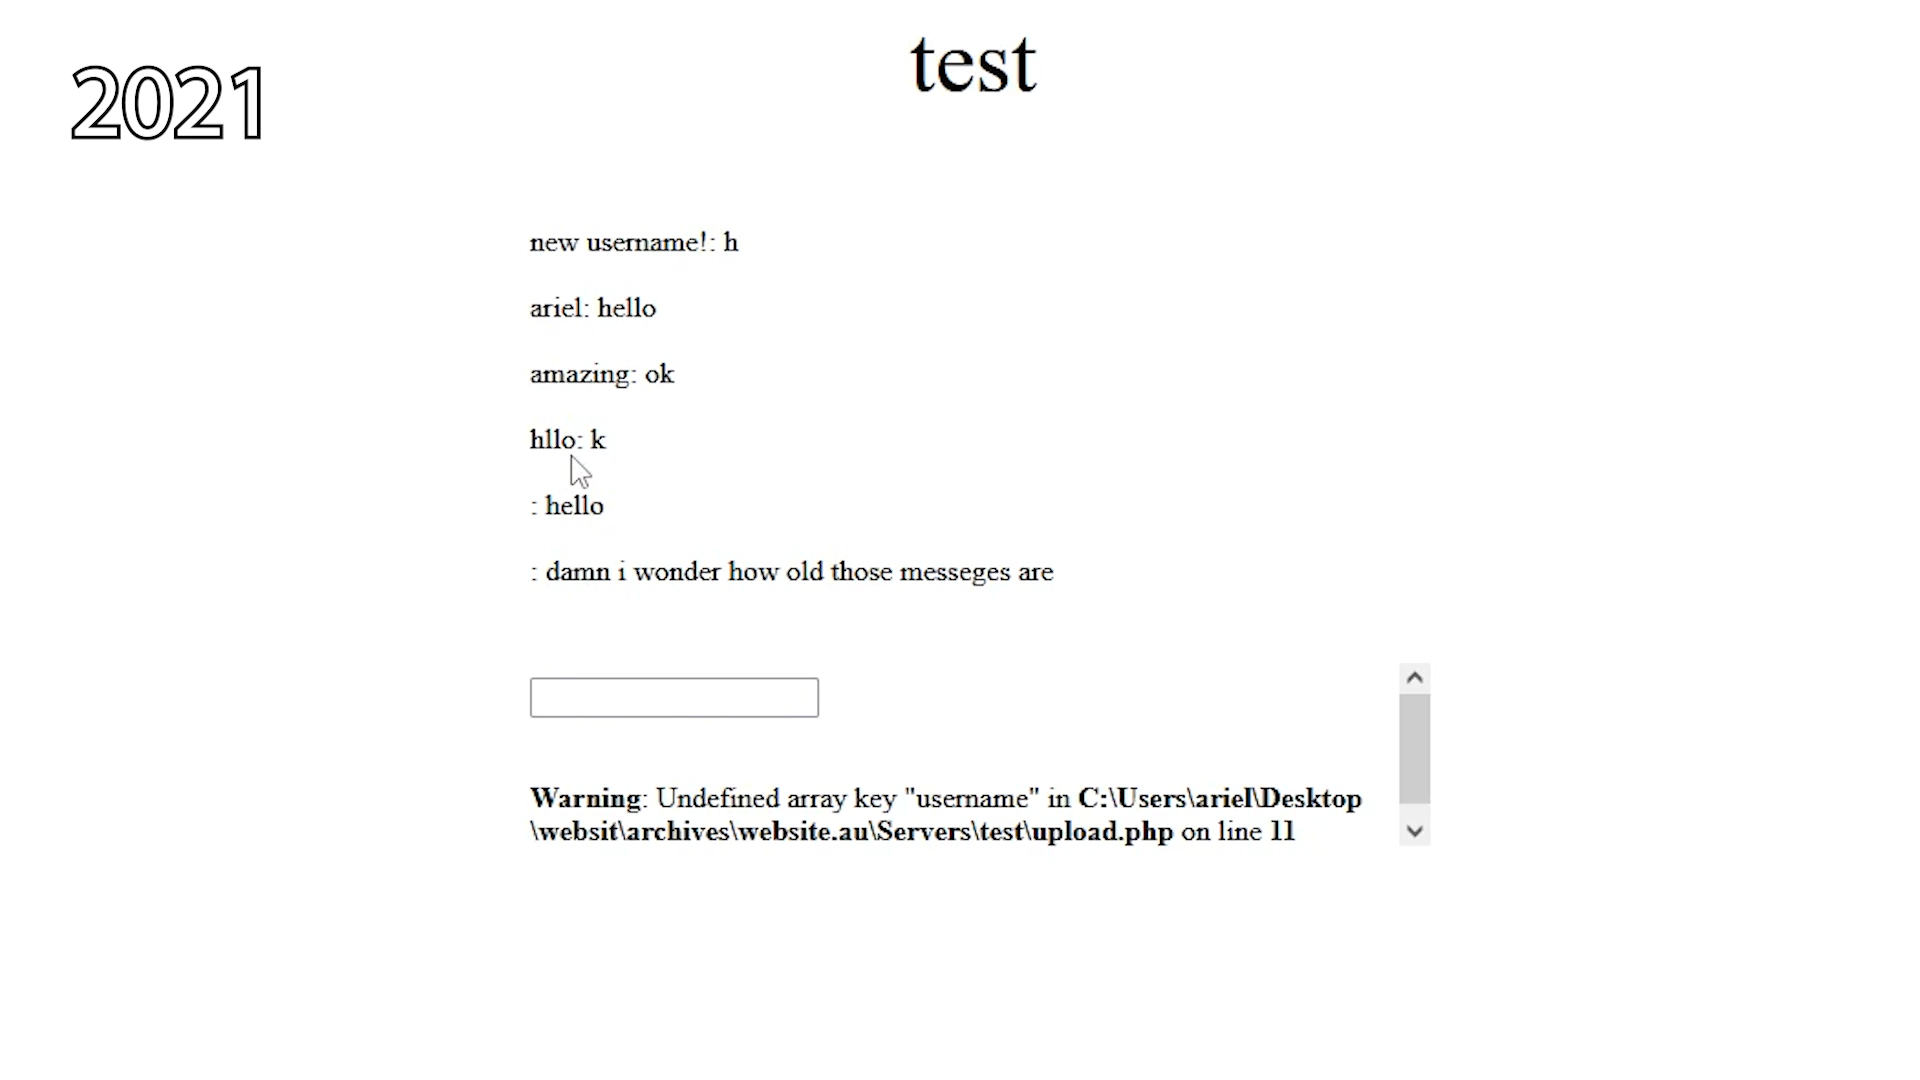 test
2021
new username!: h
ariel: hello
amazing: ok
hllo: k
: hello
: damn i wonder how old those messeges are
Warning: Undefined array key "username" in C:\Users\ariel\Desktop
\websit\archives\website.au\Servers\test\upload.php on line 11